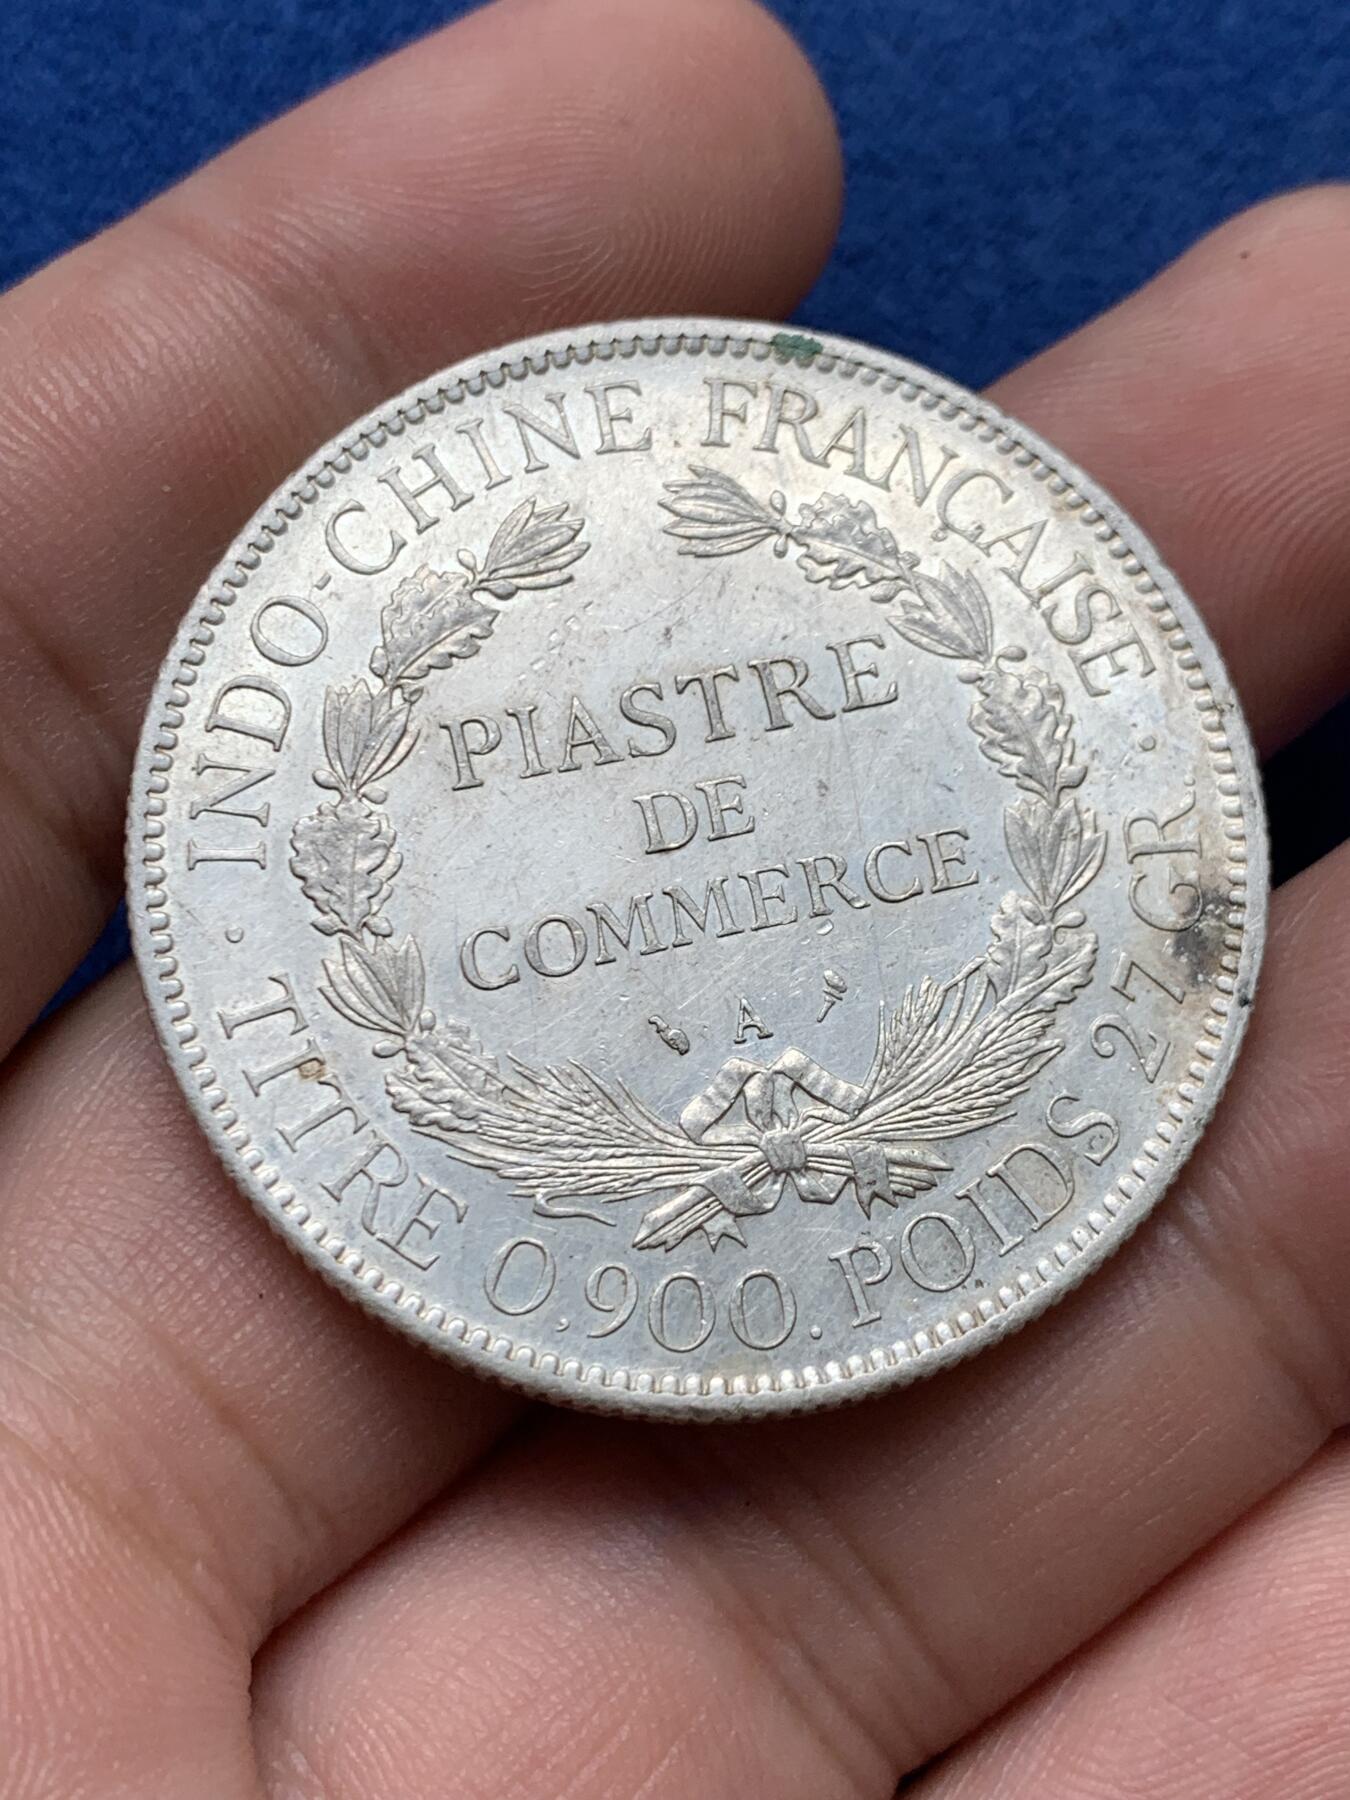 INDO-CHINE FRANÇAISE
PIASTRE
DE
COMMERCE
A
TITRE 0,900. POIDS 27 GR.